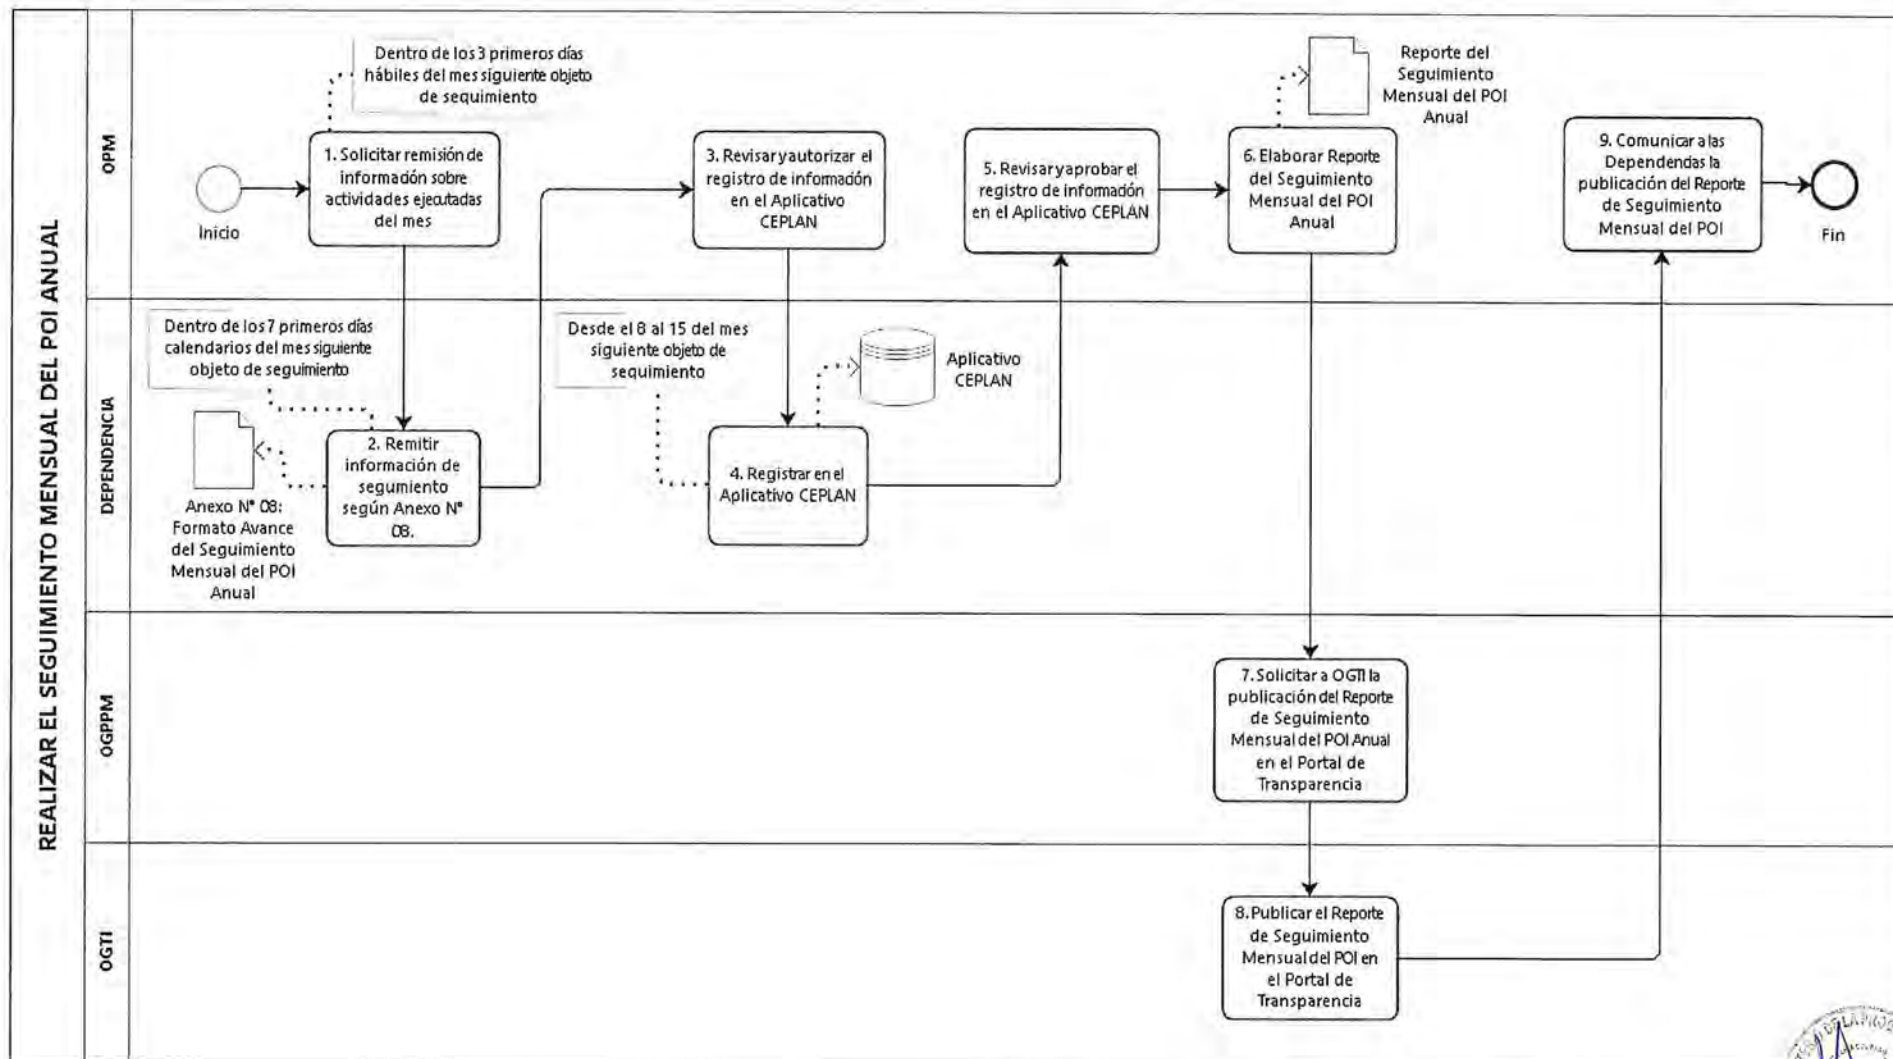 REALIZAR EL SEGUIMIENTO MENSUAL DEL POI ANUAL
OPM
Dentro de los 3 primeros días
hábiles del mes siguiente objeto
de seguimiento
Inicio
1. Solicitar remisión de
información sobre
actividades ejecutadas
del mes
3. Revisar y autorizar el
registro de información
en el Aplicativo
CEPLAN
5. Revisar y aprobar el
registro de información
en el Aplicativo CEPLAN
6. Elaborar Reporte
del Seguimiento
Mensual del POI
Anual
Reporte del
Seguimiento
Mensual del POI
Anual
9. Comunicar a las
Dependencias la
publicación del Reporte
de Seguimiento
Mensual del POI
Fin
DEPENDENCIA
Dentro de los 7 primeros días
calendarios del mes siguiente
objeto de seguimiento
Anexo N° 08:
Formato Avance
del Seguimiento
Mensual del POI
Anual
2. Remitir
información de
segumiento
según Anexo N°
08.
Desde el 8 al 15 del mes
siguiente objeto de
seguimiento
Aplicativo
CEPLAN
4. Registrar en el
Aplicativo CEPLAN
OGPPM
7. Solicitar a OGTI la
publicación del Reporte
de Seguimiento
Mensual del POI Anual
en el Portal de
Transparencia
OGTI
8. Publicar el Reporte
de Seguimiento
Mensual del POI en
el Portal de
Transparencia